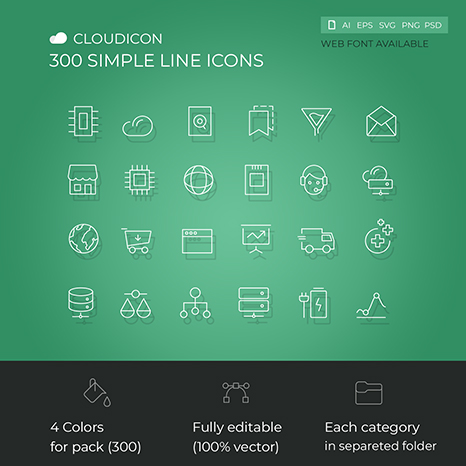 CLOUDICON
300 SIMPLE LINE ICONS
AI EPS SVG PNG PSD
WEB FONT AVAILABLE
4 Colors
for pack (300)
Fully editable
(100% vector)
Each category
in separeted folder